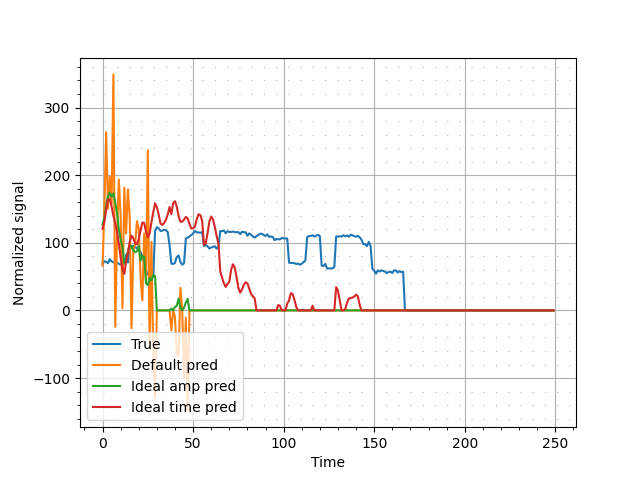 Normalized signal
300
200
100
0
−100
True
Default pred
Ideal amp pred
Ideal time pred
0
50
100
150
200
250
Time